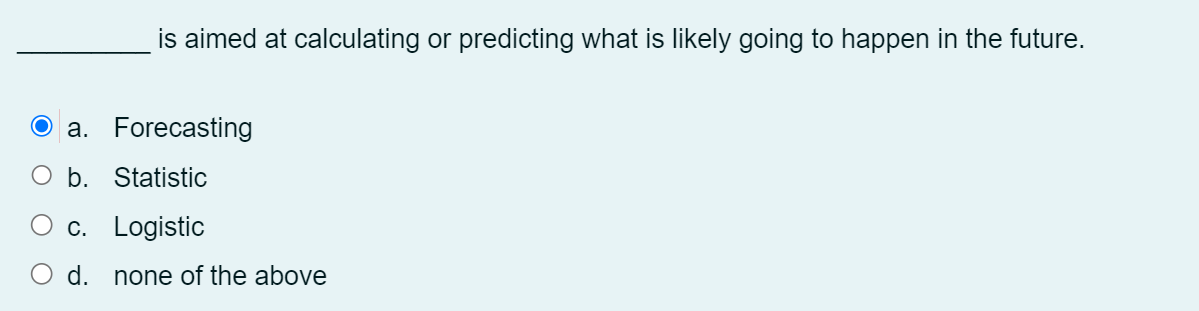 _________ is aimed at calculating or predicting what is likely going to happen in the future.
a. Forecasting
b. Statistic
c. Logistic
d. none of the above